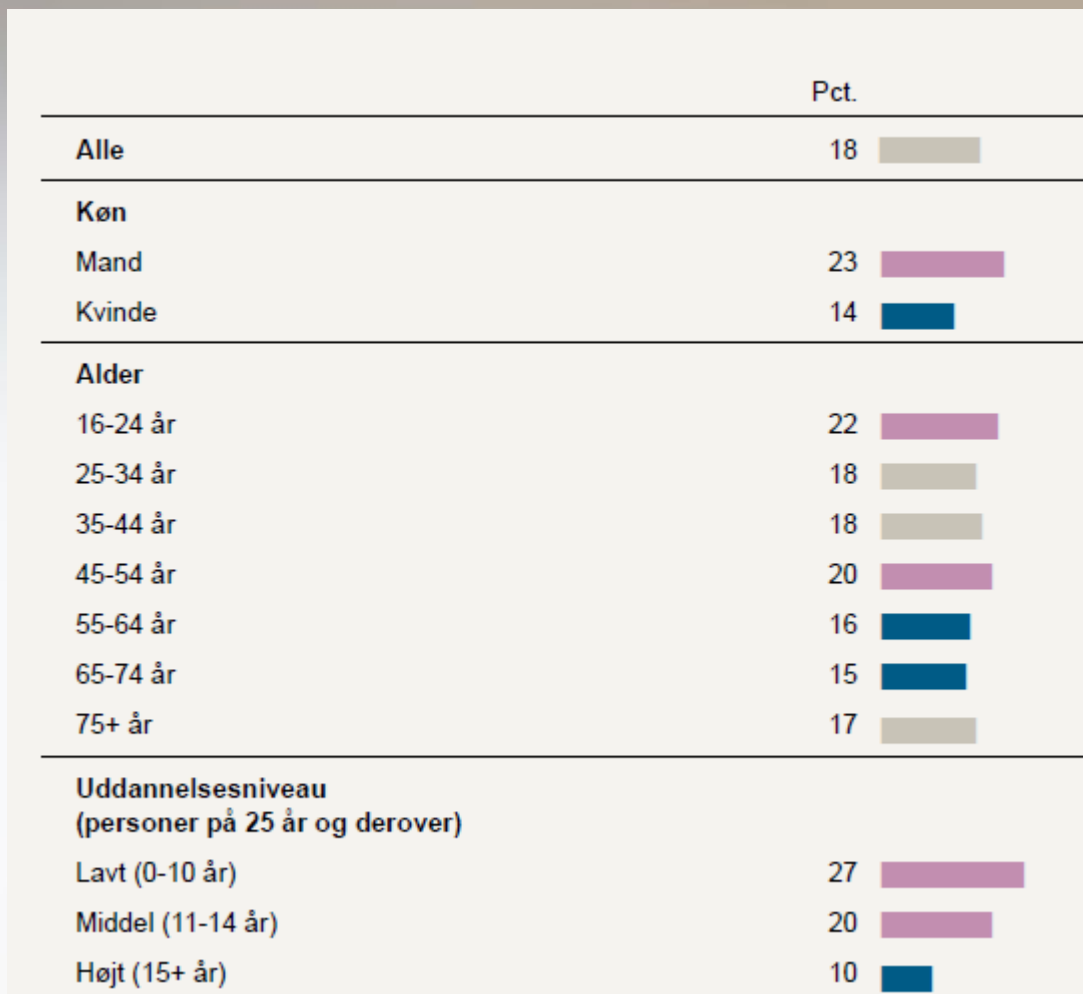 Pct.
Alle 18
Køn
Mand 23
Kvinde 14
Alder
16-24 år 22
25-34 år 18
35-44 år 18
45-54 år 20
55-64 år 16
65-74 år 15
75+ år 17
Uddannelsesniveau
(personer på 25 år og derover)
Lavt (0-10 år) 27
Middel (11-14 år) 20
Højt (15+ år) 10